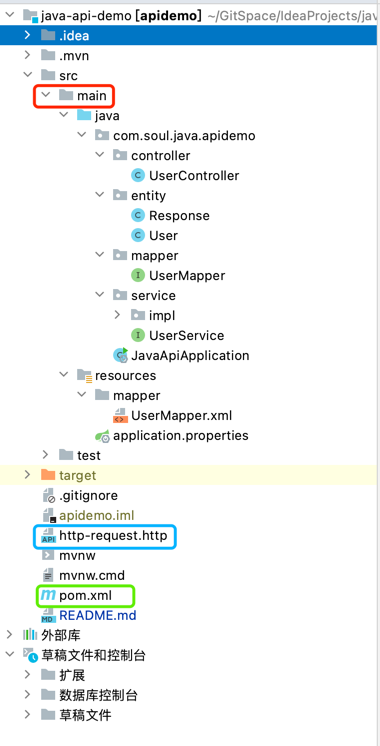 java-api-demo [apidemo] ~/GitSpace/IdeaProjects/jav
.idea
.mvn
src
main
java
com.soul.java.apidemo
controller
C UserController
entity
C Response
C User
mapper
I UserMapper
service
impl
I UserService
JavaApiApplication
resources
mapper
UserMapper.xml
application.properties
test
target
.gitignore
apidemo.iml
API http-request.http
mvnw
mvnw.cmd
m pom.xml
MD README.md
外部库
草稿文件和控制台
扩展
数据库控制台
草稿文件